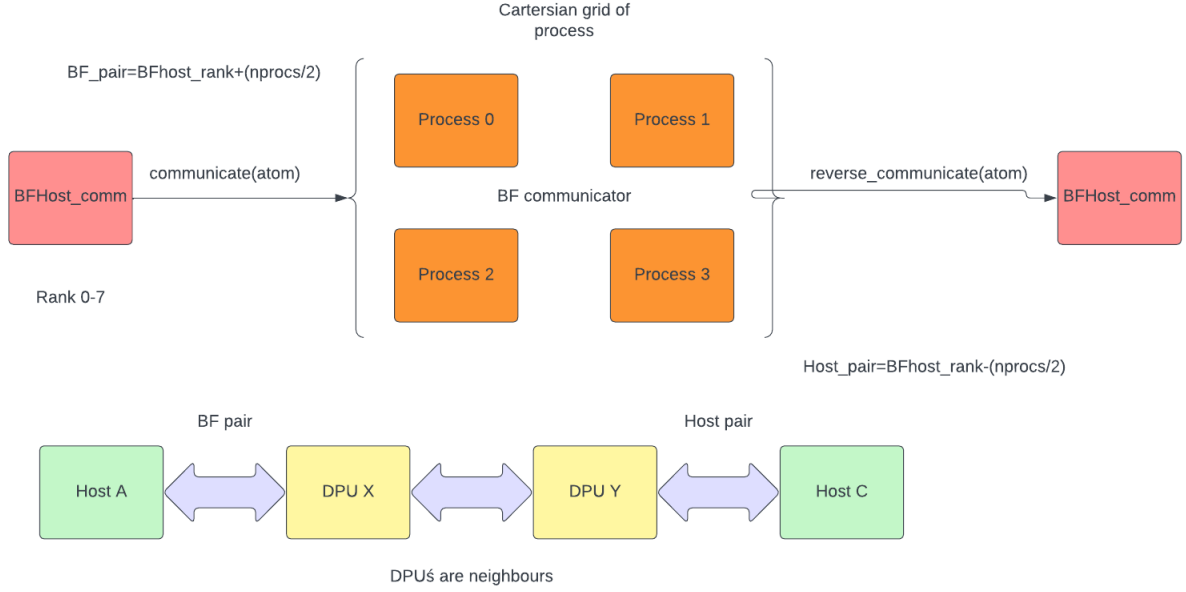 Cartersian grid of
process
BF_pair=BFhost_rank+(nprocs/2)
Process 0
Process 1
BFHost_comm
communicate(atom)
BF communicator
reverse_communicate(atom)
BFHost_comm
Process 2
Process 3
Rank 0-7
Host_pair=BFhost_rank-(nprocs/2)
BF pair
Host pair
Host A
DPU X
DPU Y
Host C
DPUś are neighbours